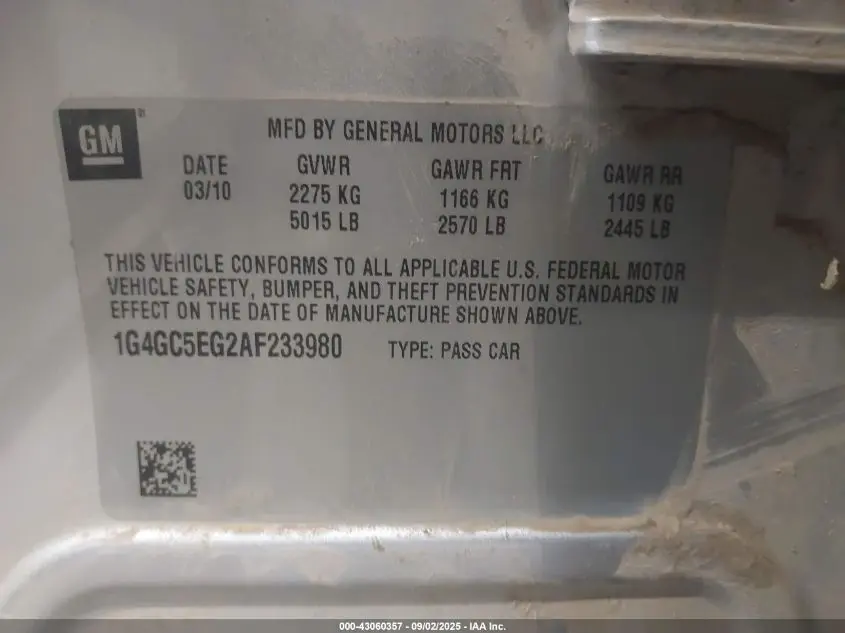 GM
MFD BY GENERAL MOTORS LLC
DATE GVWR GAWR FRT GAWR RR
03/10 2275 KG 1166 KG 1109 KG
5015 LB 2570 LB 2445 LB
THIS VEHICLE CONFORMS TO ALL APPLICABLE U.S. FEDERAL MOTOR
VEHICLE SAFETY, BUMPER, AND THEFT PREVENTION STANDARDS IN
EFFECT ON THE DATE OF MANUFACTURE SHOWN ABOVE.
1G4GC5EG2AF233980 TYPE: PASS CAR
000-43060357 - 09/02/2025 - IAA Inc.